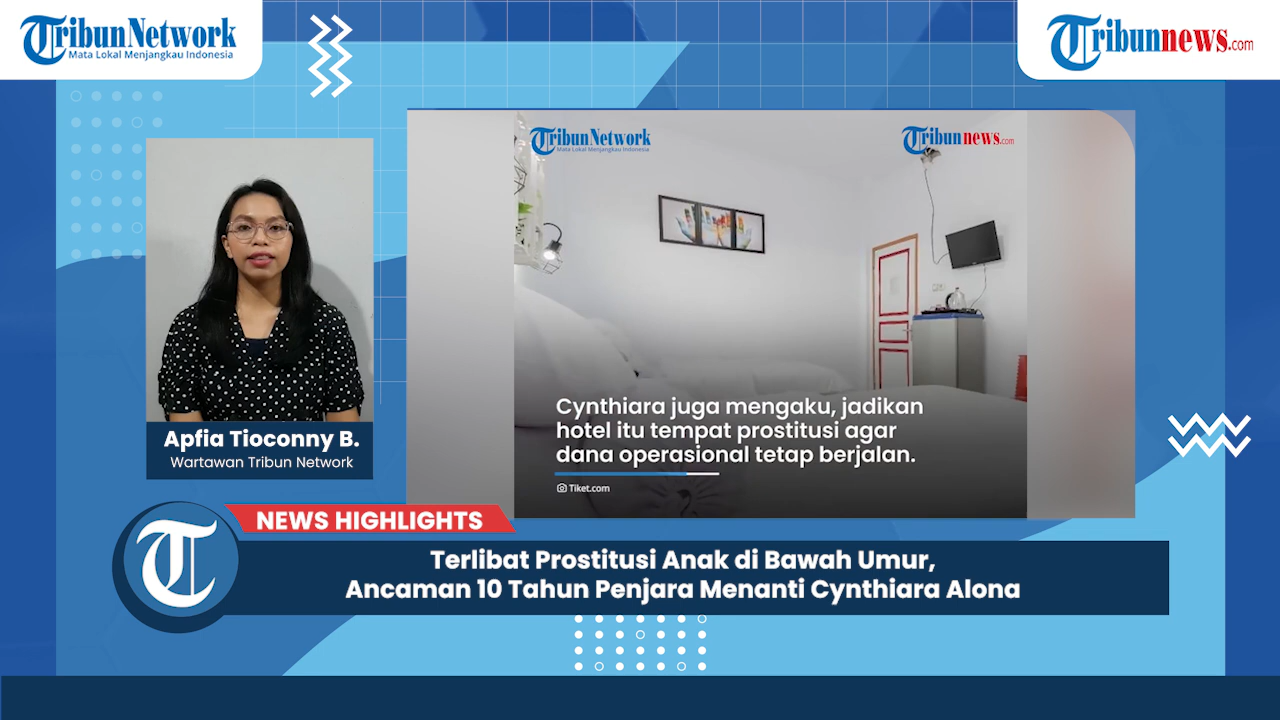 TribunNetwork
Mata Lokal Menjangkau Indonesia
Tribunnews.com
TribunNetwork
Mata Lokal Menjangkau Indonesia
Tribunnews.com
Cynthiara juga mengaku, jadikan
hotel itu tempat prostitusi agar
dana operasional tetap berjalan.
Tiket.com
Apfia Tioconny B.
Wartawan Tribun Network
NEWS HIGHLIGHTS
T
Terlibat Prostitusi Anak di Bawah Umur,
Ancaman 10 Tahun Penjara Menanti Cynthiara Alona